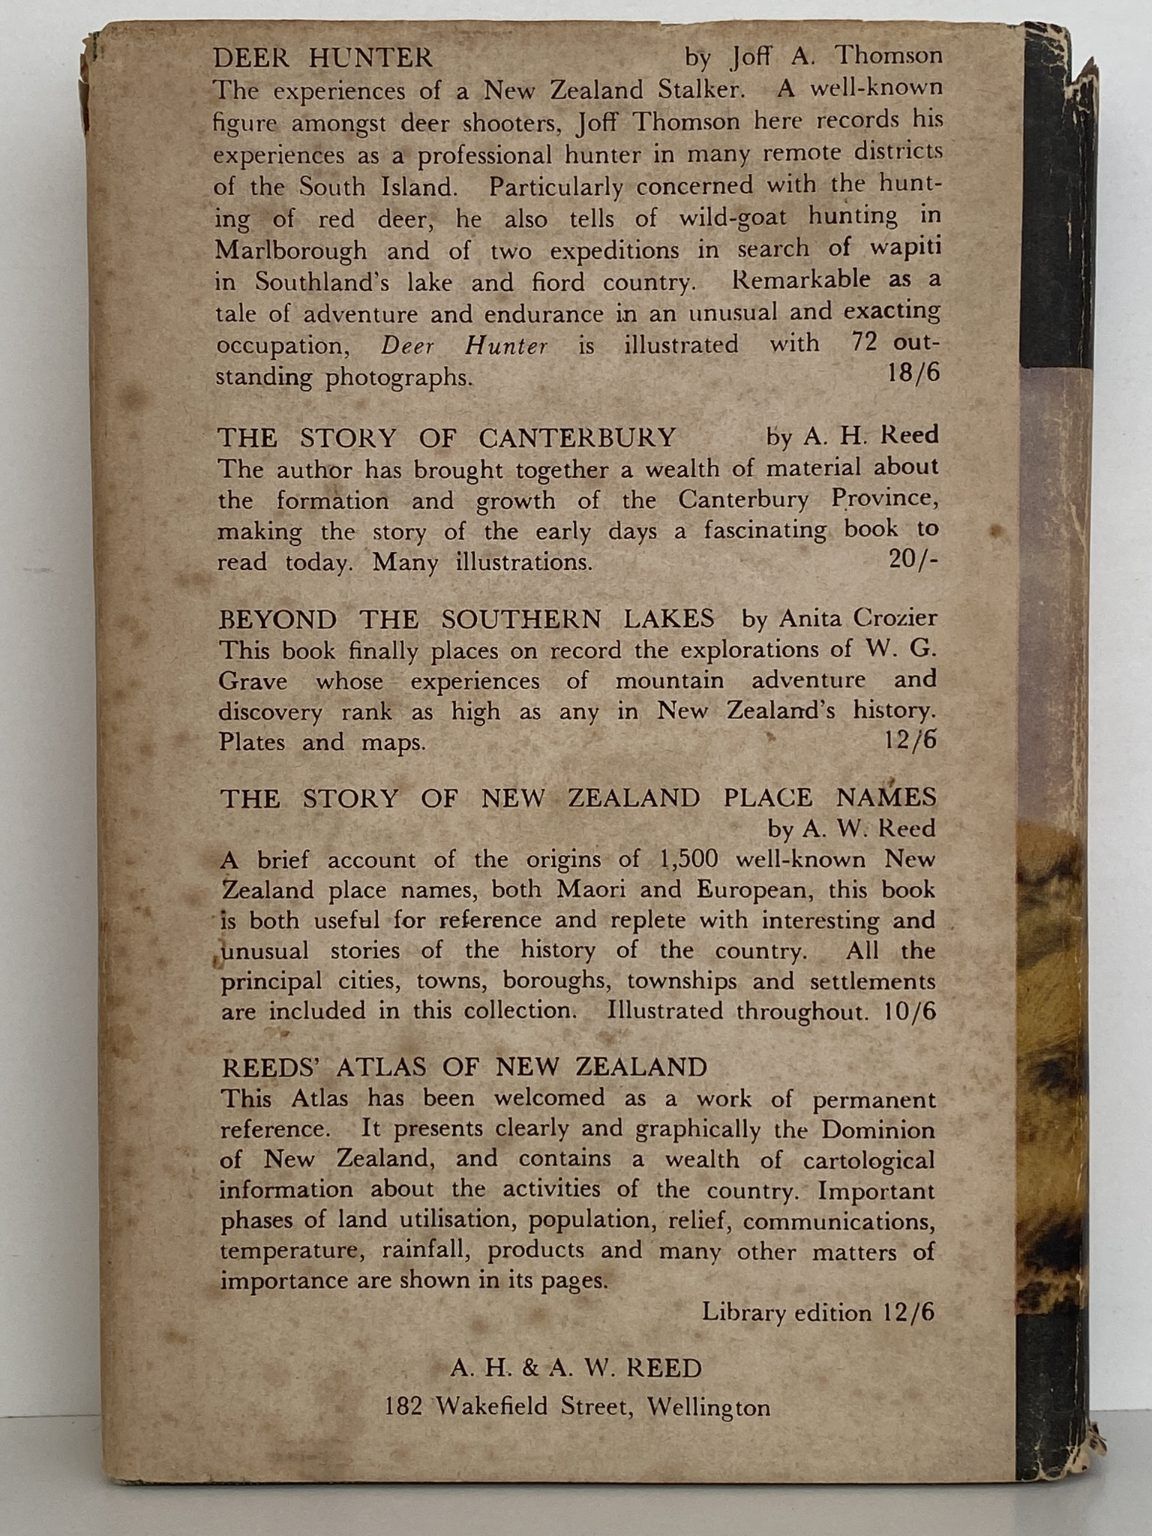 DEER HUNTER by Joff A. Thomson
The experiences of a New Zealand Stalker. A well-known
figure amongst deer shooters, Joff Thomson here records his
experiences as a professional hunter in many remote districts
of the South Island. Particularly concerned with the hunt-
ing of red deer, he also tells of wild-goat hunting in
Marlborough and of two expeditions in search of wapiti
in Southland's lake and fiord country. Remarkable as a
tale of adventure and endurance in an unusual and exacting
occupation, Deer Hunter is illustrated with 72 out-
standing photographs. 18/6
THE STORY OF CANTERBURY by A. H. Reed
The author has brought together a wealth of material about
the formation and growth of the Canterbury Province,
making the story of the early days a fascinating book to
read today. Many illustrations. 20/-
BEYOND THE SOUTHERN LAKES by Anita Crozier
This book finally places on record the explorations of W. G.
Grave whose experiences of mountain adventure and
discovery rank as high as any in New Zealand's history.
Plates and maps. 12/6
THE STORY OF NEW ZEALAND PLACE NAMES
by A. W. Reed
A brief account of the origins of 1,500 well-known New
Zealand place names, both Maori and European, this book
is both useful for reference and replete with interesting and
unusual stories of the history of the country. All the
principal cities, towns, boroughs, townships and settlements
are included in this collection. Illustrated throughout. 10/6
REEDS' ATLAS OF NEW ZEALAND
This Atlas has been welcomed as a work of permanent
reference. It presents clearly and graphically the Dominion
of New Zealand, and contains a wealth of cartological
information about the activities of the country. Important
phases of land utilisation, population, relief, communications,
temperature, rainfall, products and many other matters of
importance are shown in its pages.
Library edition 12/6
A. H. & A. W. REED
182 Wakefield Street, Wellington